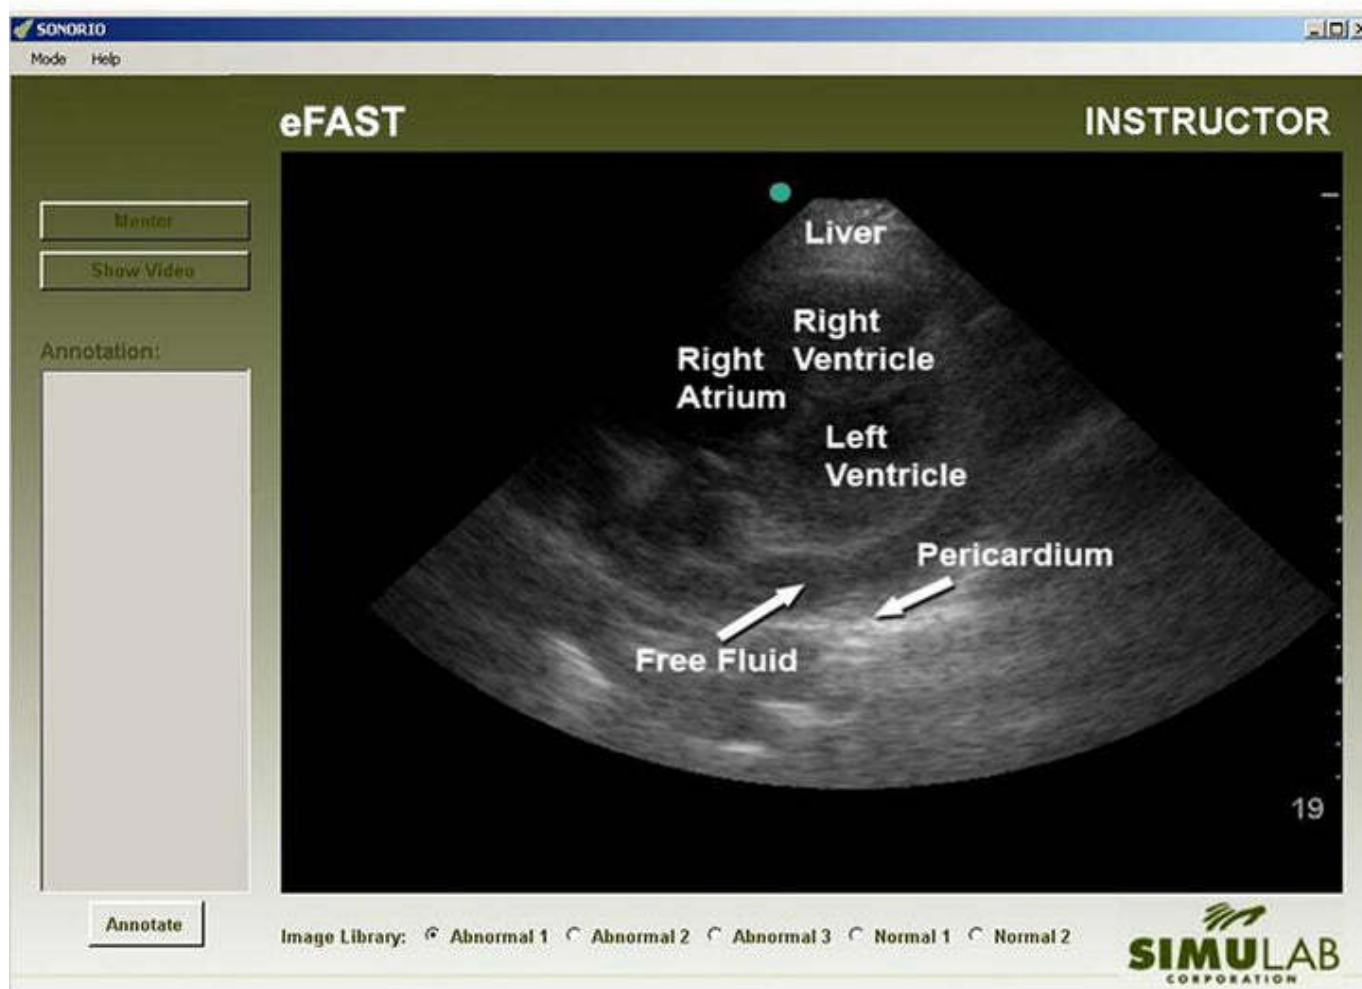 SONORIO
Mode Help
eFAST
INSTRUCTOR
Mentor
Show Video
Annotation:
Liver
Right
Ventricle
Right
Atrium
Left
Ventricle
Pericardium
Free Fluid
19
Annotate
Image Library: Abnormal 1 Abnormal 2 Abnormal 3 Normal 1 Normal 2
SIMULAB
CORPORATION